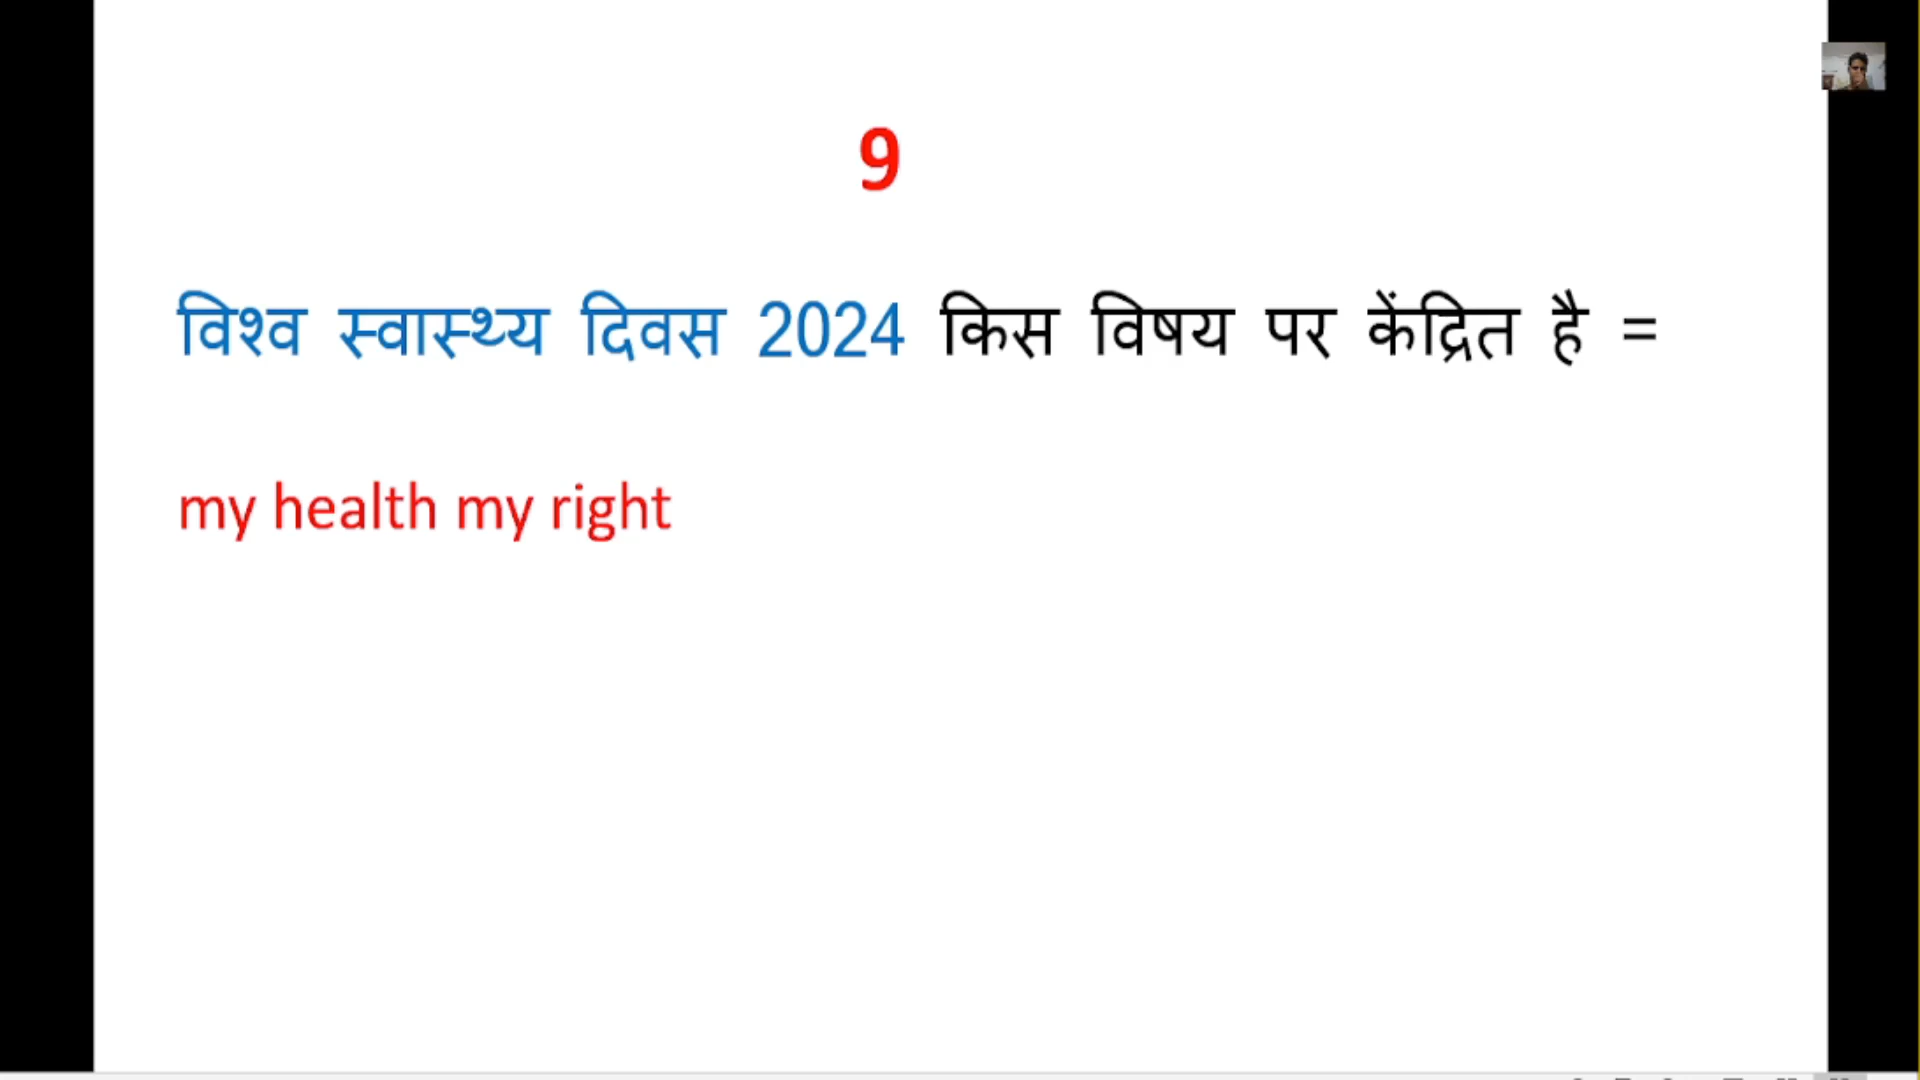 9
विश्व स्वास्थ्य दिवस 2024 किस विषय पर केंद्रित है =
my health my right